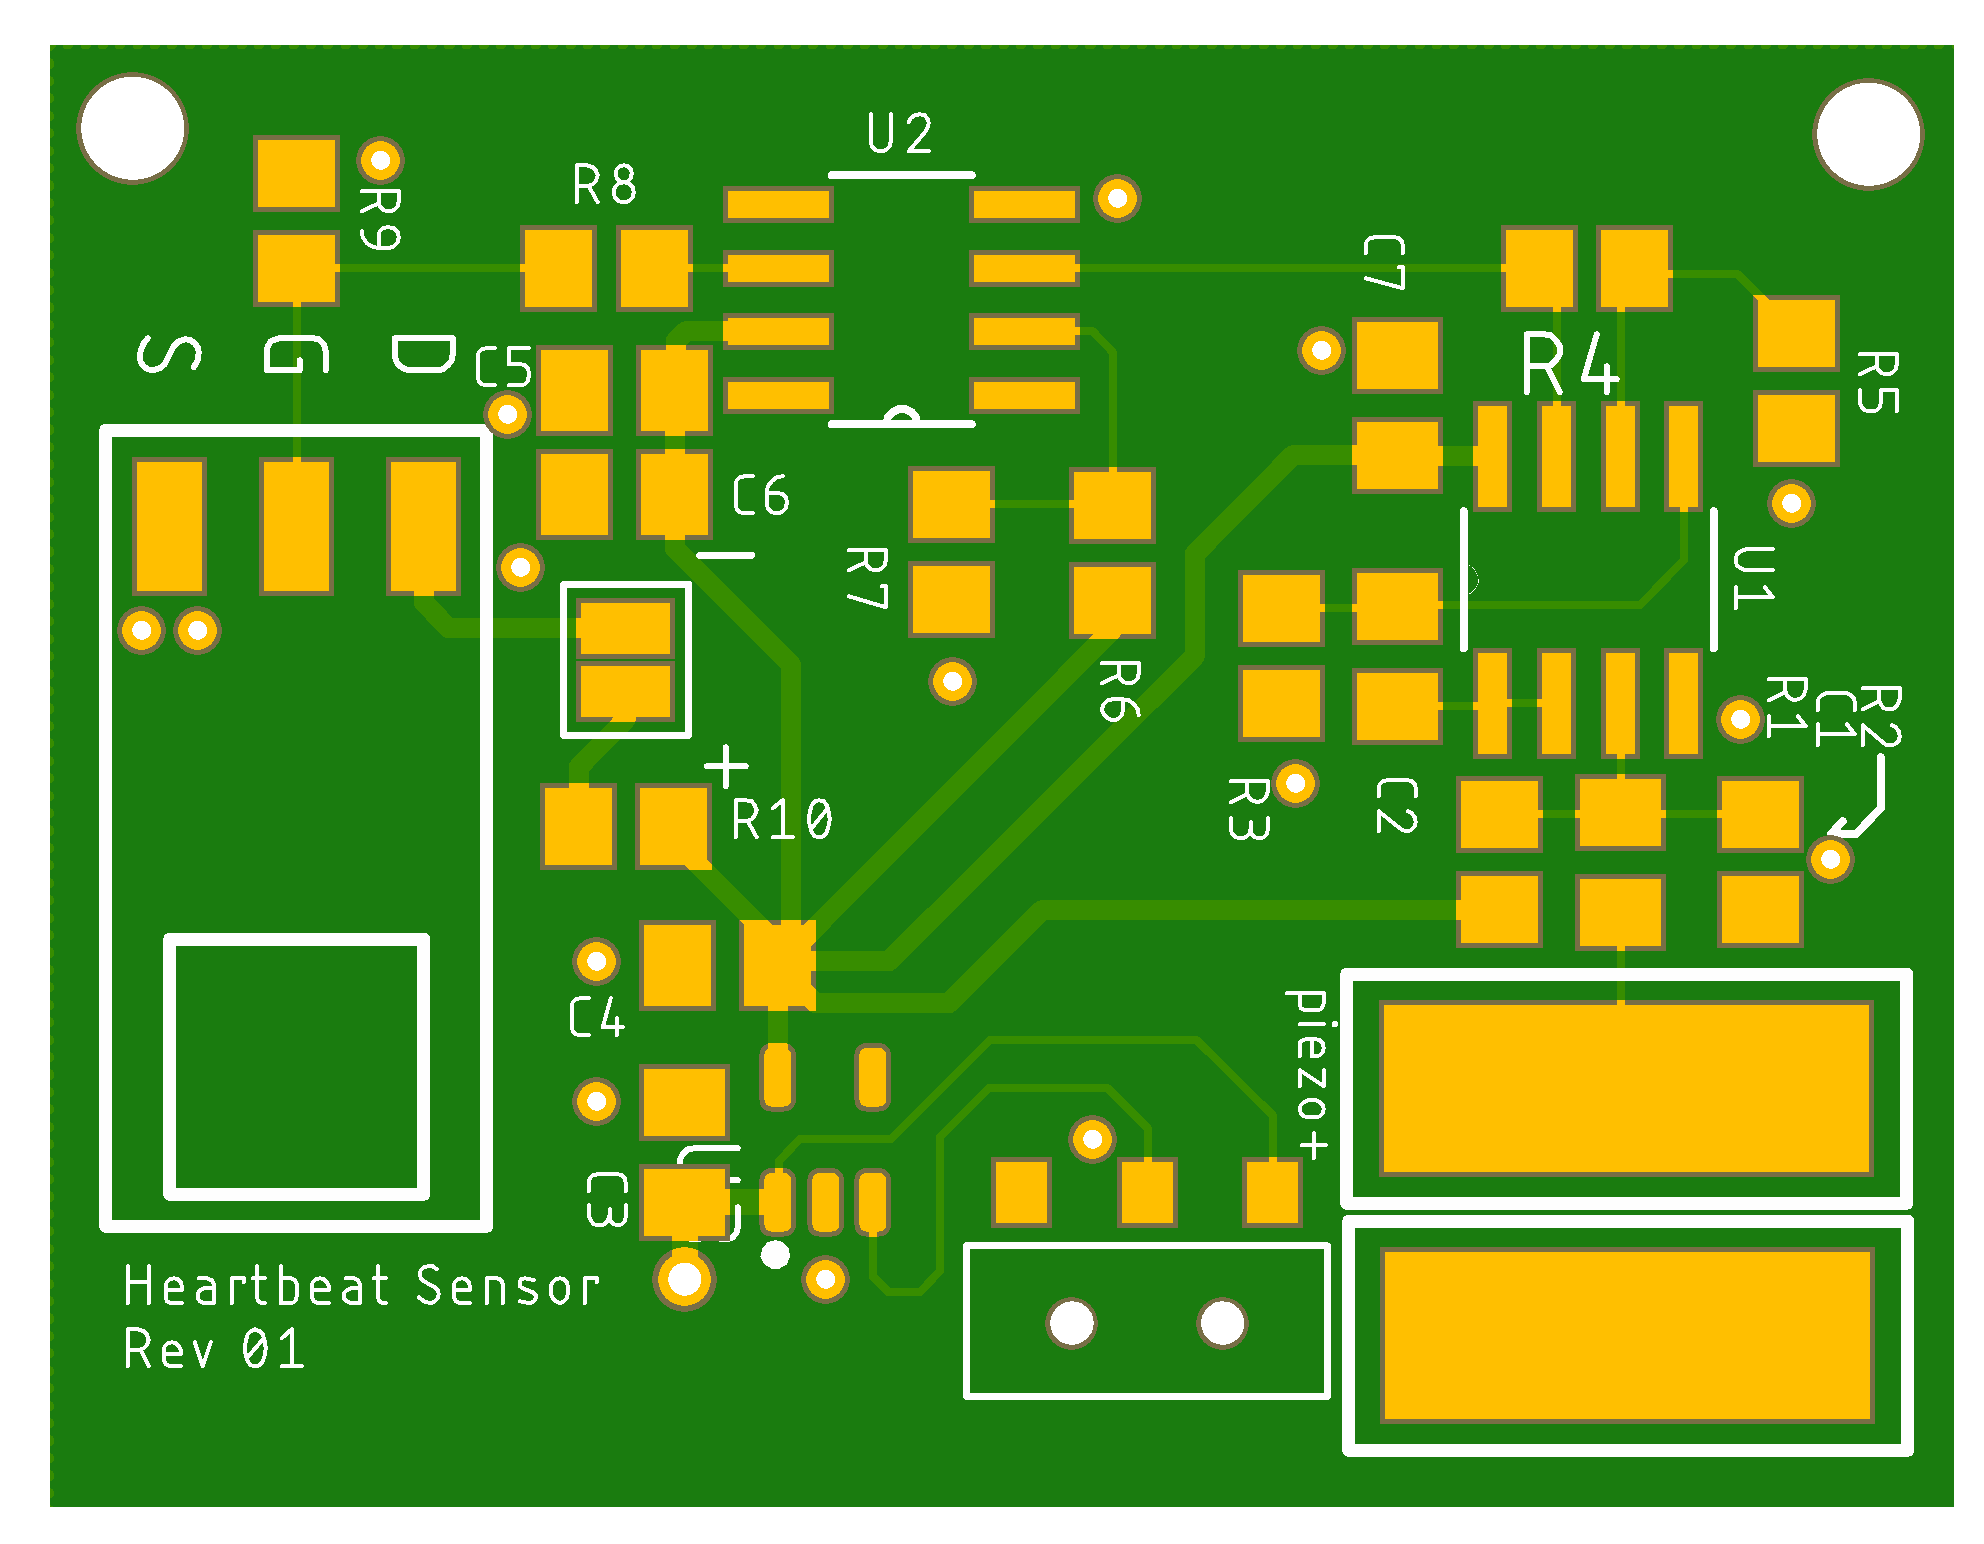 U2
R8
R9
C7
S G D
C5
R4
R5
C6
R7
U1
R6
R1
C1
R2
R10
R3
C2
C4
piezo+
C3
Heartbeat Sensor
Rev 01